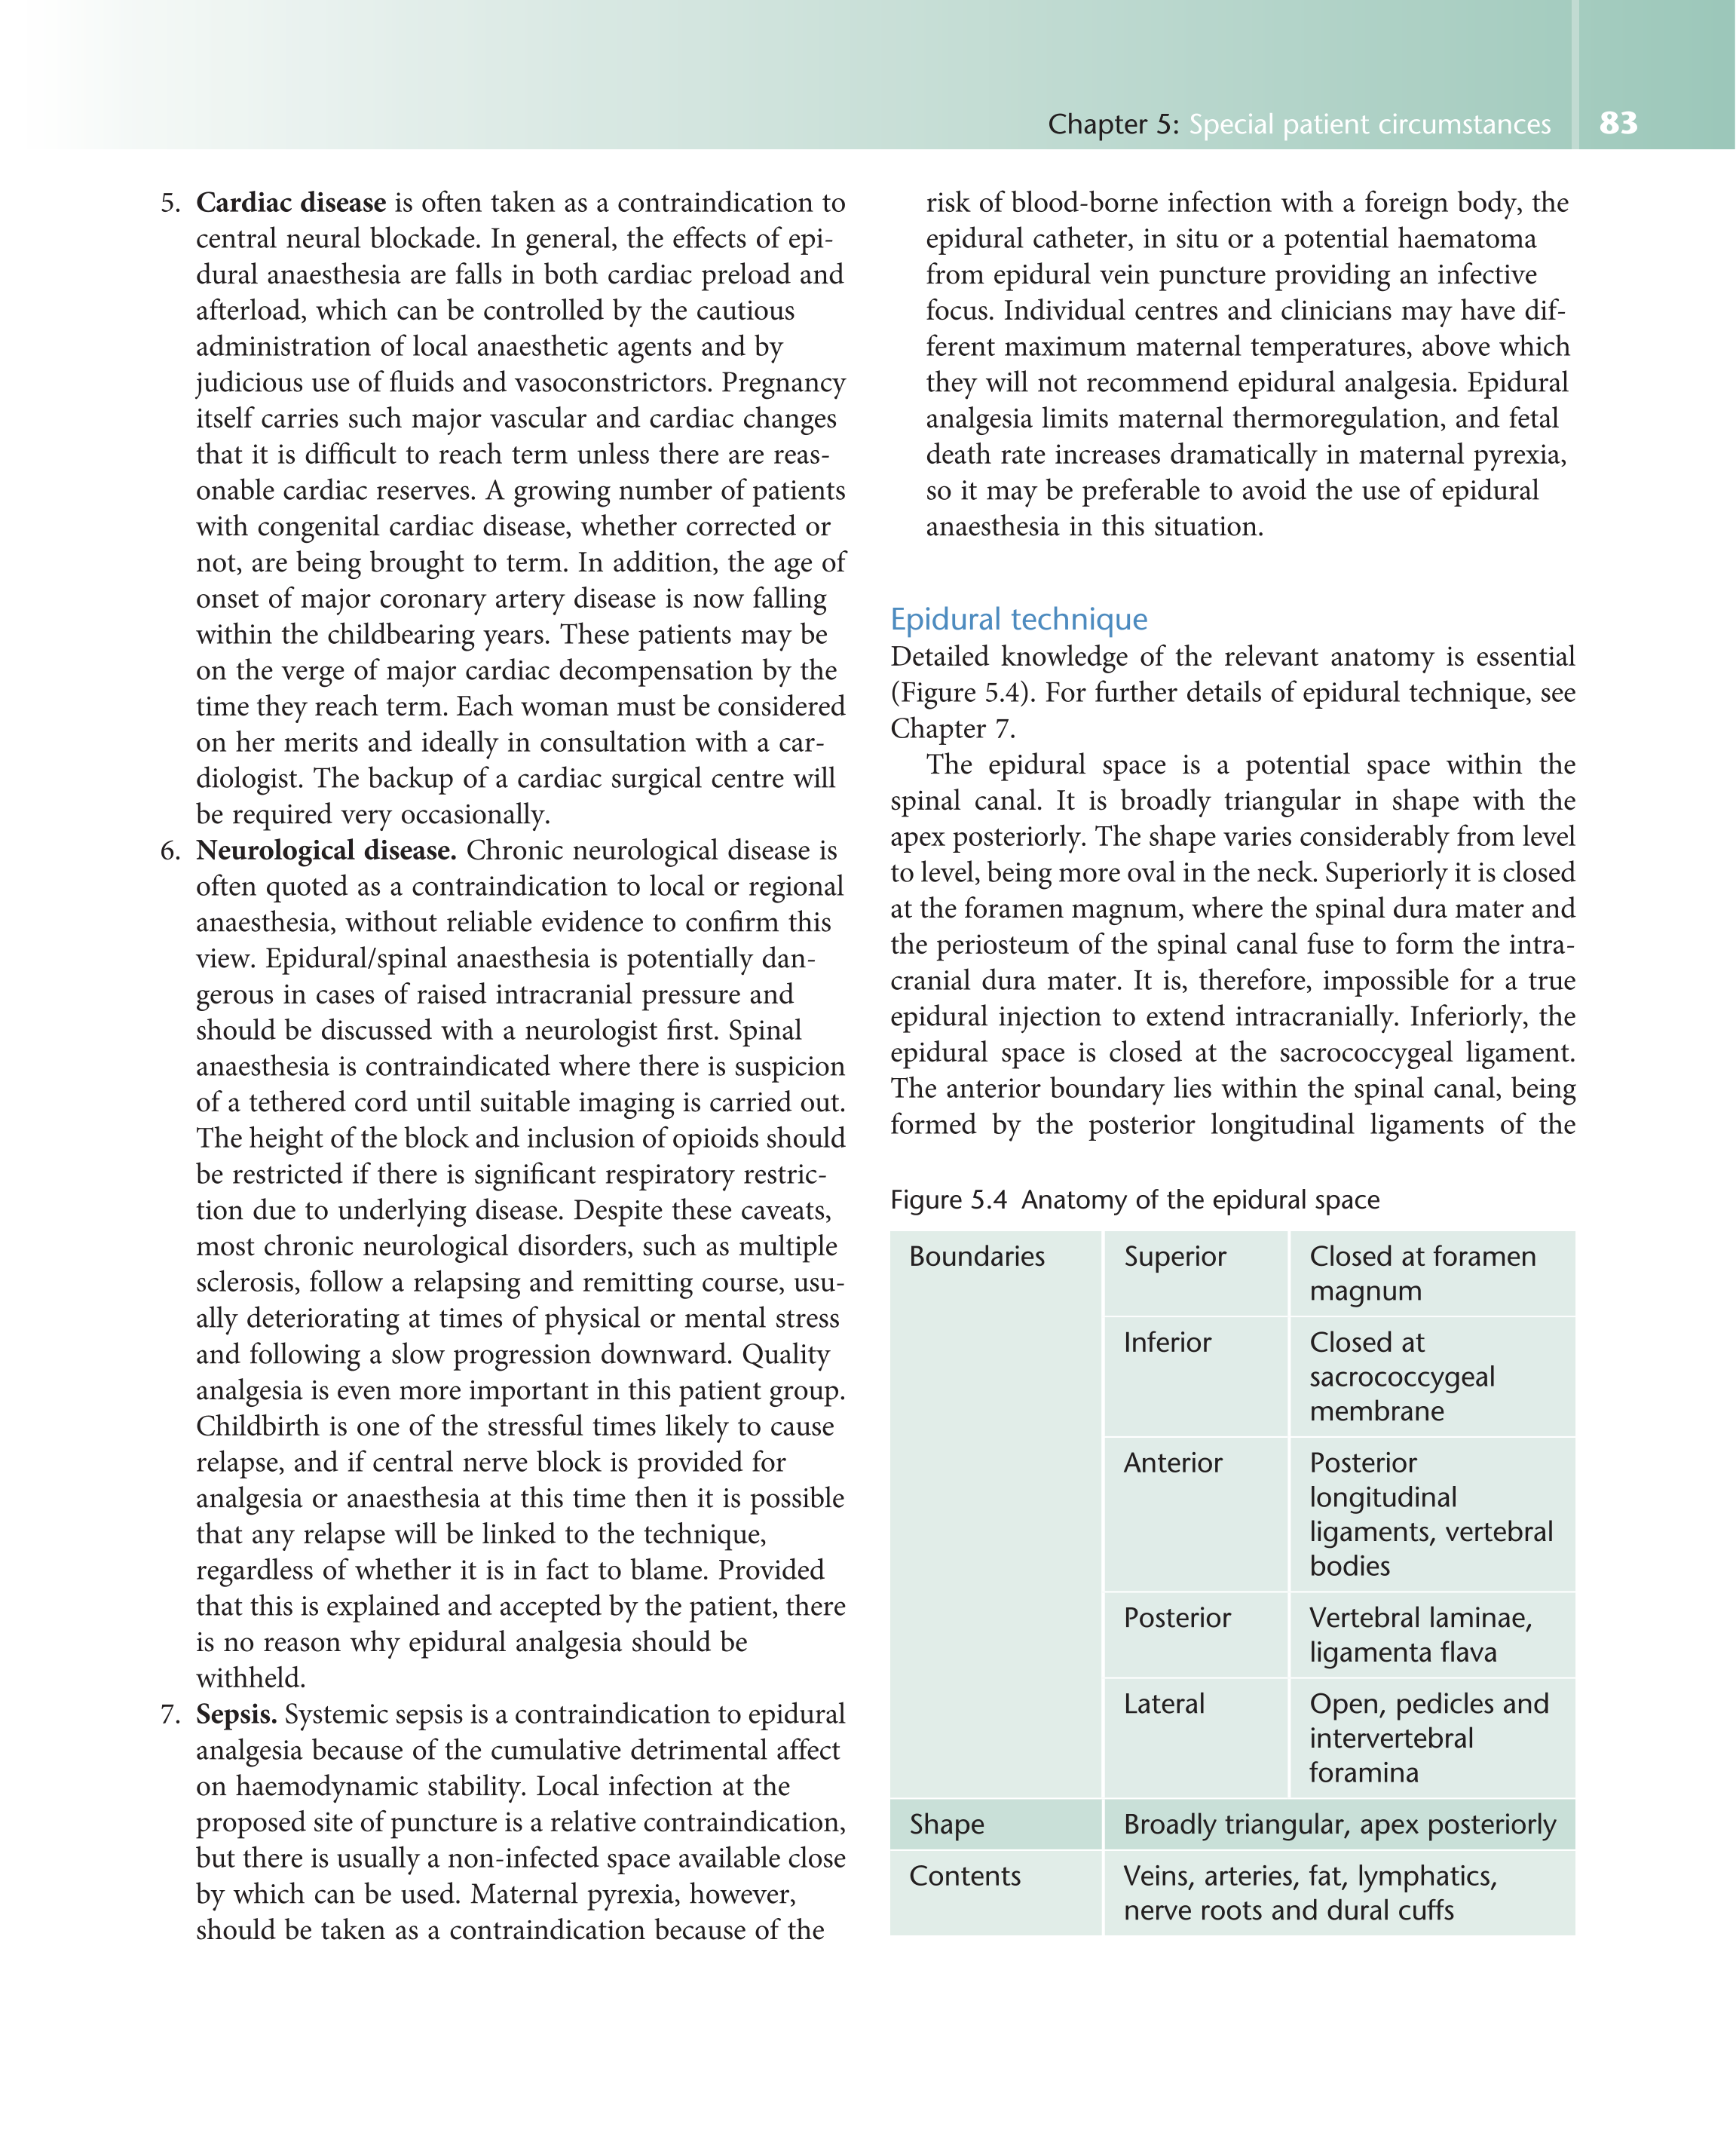 Chapter 5: Special patient circumstances 83
5. Cardiac disease is often taken as a contraindication to
central neural blockade. In general, the effects of epi-
dural anaesthesia are falls in both cardiac preload and
afterload, which can be controlled by the cautious
administration of local anaesthetic agents and by
judicious use of fluids and vasoconstrictors. Pregnancy
itself carries such major vascular and cardiac changes
that it is difficult to reach term unless there are reas-
onable cardiac reserves. A growing number of patients
with congenital cardiac disease, whether corrected or
not, are being brought to term. In addition, the age of
onset of major coronary artery disease is now falling
within the childbearing years. These patients may be
on the verge of major cardiac decompensation by the
time they reach term. Each woman must be considered
on her merits and ideally in consultation with a car-
diologist. The backup of a cardiac surgical centre will
be required very occasionally.
6. Neurological disease. Chronic neurological disease is
often quoted as a contraindication to local or regional
anaesthesia, without reliable evidence to confirm this
view. Epidural/spinal anaesthesia is potentially dan-
gerous in cases of raised intracranial pressure and
should be discussed with a neurologist first. Spinal
anaesthesia is contraindicated where there is suspicion
of a tethered cord until suitable imaging is carried out.
The height of the block and inclusion of opioids should
be restricted if there is significant respiratory restric-
tion due to underlying disease. Despite these caveats,
most chronic neurological disorders, such as multiple
sclerosis, follow a relapsing and remitting course, usu-
ally deteriorating at times of physical or mental stress
and following a slow progression downward. Quality
analgesia is even more important in this patient group.
Childbirth is one of the stressful times likely to cause
relapse, and if central nerve block is provided for
analgesia or anaesthesia at this time then it is possible
that any relapse will be linked to the technique,
regardless of whether it is in fact to blame. Provided
that this is explained and accepted by the patient, there
is no reason why epidural analgesia should be
withheld.
7. Sepsis. Systemic sepsis is a contraindication to epidural
analgesia because of the cumulative detrimental affect
on haemodynamic stability. Local infection at the
proposed site of puncture is a relative contraindication,
but there is usually a non-infected space available close
by which can be used. Maternal pyrexia, however,
should be taken as a contraindication because of the
risk of blood-borne infection with a foreign body, the
epidural catheter, in situ or a potential haematoma
from epidural vein puncture providing an infective
focus. Individual centres and clinicians may have dif-
ferent maximum maternal temperatures, above which
they will not recommend epidural analgesia. Epidural
analgesia limits maternal thermoregulation, and fetal
death rate increases dramatically in maternal pyrexia,
so it may be preferable to avoid the use of epidural
anaesthesia in this situation.
Epidural technique
Detailed knowledge of the relevant anatomy is essential
(Figure 5.4). For further details of epidural technique, see
Chapter 7.
The epidural space is a potential space within the
spinal canal. It is broadly triangular in shape with the
apex posteriorly. The shape varies considerably from level
to level, being more oval in the neck. Superiorly it is closed
at the foramen magnum, where the spinal dura mater and
the periosteum of the spinal canal fuse to form the intra-
cranial dura mater. It is, therefore, impossible for a true
epidural injection to extend intracranially. Inferiorly, the
epidural space is closed at the sacrococcygeal ligament.
The anterior boundary lies within the spinal canal, being
formed by the posterior longitudinal ligaments of the
Figure 5.4 Anatomy of the epidural space
Boundaries Superior Closed at foramen
magnum
Inferior Closed at
sacrococcygeal
membrane
Anterior Posterior
longitudinal
ligaments, vertebral
bodies
Posterior Vertebral laminae,
ligamenta flava
Lateral Open, pedicles and
intervertebral
foramina
Shape Broadly triangular, apex posteriorly
Contents Veins, arteries, fat, lymphatics,
nerve roots and dural cuffs